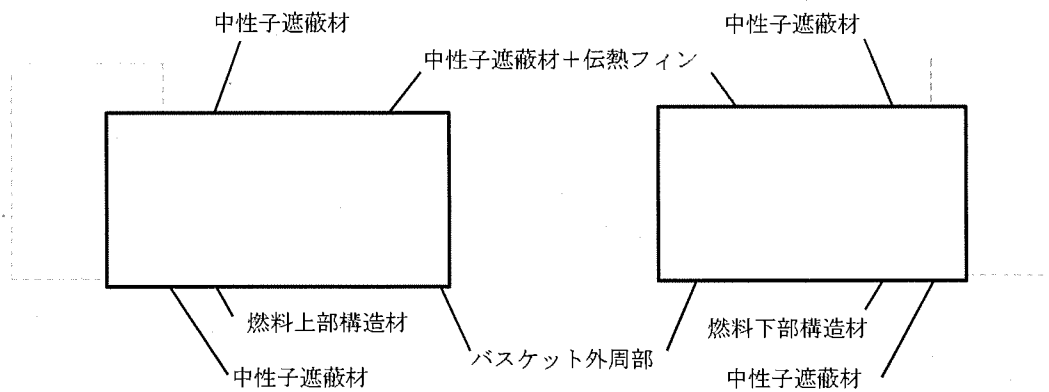 中性子遮蔽材
中性子遮蔽材
中性子遮蔽材＋伝熱フィン
燃料上部構造材
燃料下部構造材
バスケット外周部
中性子遮蔽材
中性子遮蔽材